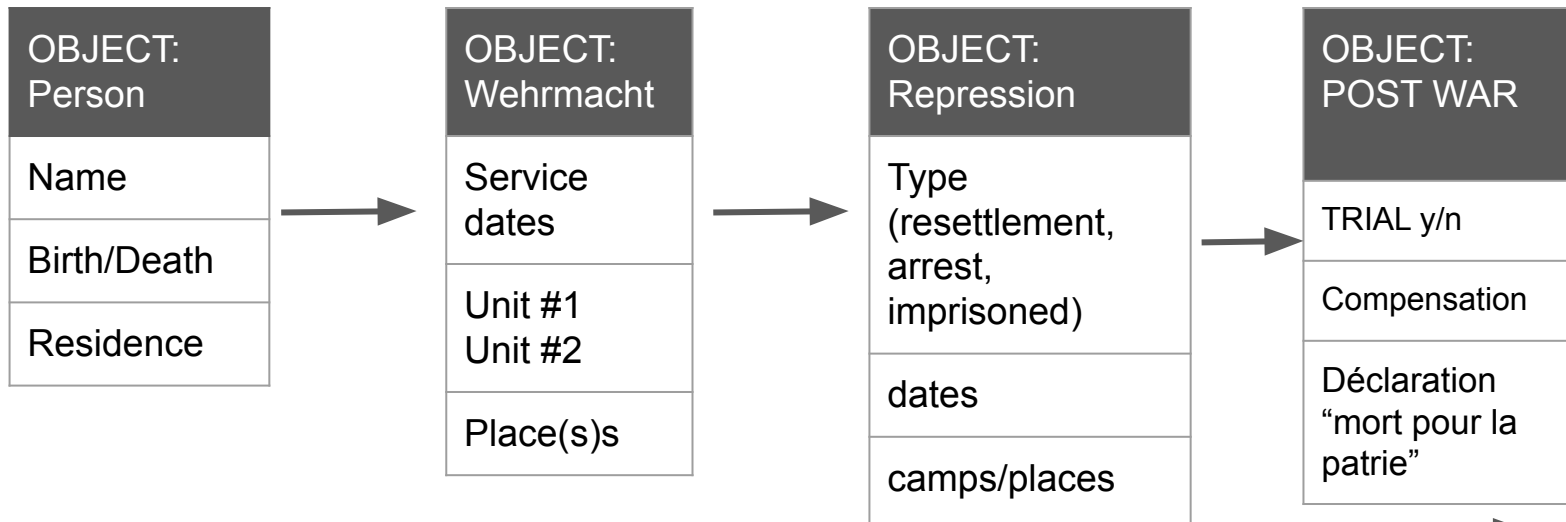 OBJECT:
Person
Name
Birth/Death
Residence
OBJECT:
Wehrmacht
Service
dates
Unit #1
Unit #2
Place(s)s
OBJECT:
Repression
Type
(resettlement,
arrest,
imprisoned)
dates
camps/places
OBJECT:
POST WAR
TRIAL y/n
Compensation
Déclaration
“mort pour la
patrie”